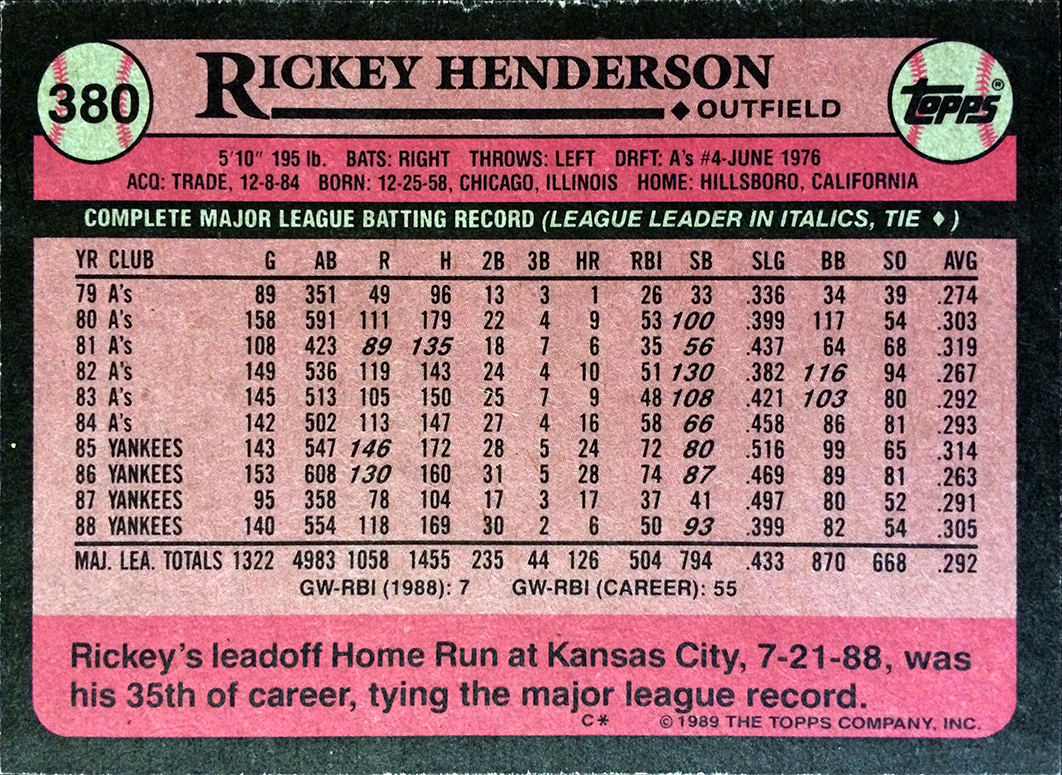 380 RICKEY HENDERSON topps®
◆ OUTFIELD
5'10" 195 lb. BATS: RIGHT THROWS: LEFT DRFT: A's #4-JUNE 1976
ACQ: TRADE, 12-8-84 BORN: 12-25-58, CHICAGO, ILLINOIS HOME: HILLSBORO, CALIFORNIA
COMPLETE MAJOR LEAGUE BATTING RECORD (LEAGUE LEADER IN ITALICS, TIE ♦ )
YR CLUB G AB R H 2B 3B HR RBI SB SLG BB SO AVG
79 A's 89 351 49 96 13 3 1 26 33 .336 34 39 .274
80 A's 158 591 111 179 22 4 9 53 100 .399 117 54 .303
81 A's 108 423 89 135 18 7 6 35 56 .437 64 68 .319
82 A's 149 536 119 143 24 4 10 51 130 .382 116 94 .267
83 A's 145 513 105 150 25 7 9 48 108 .421 103 80 .292
84 A's 142 502 113 147 27 4 16 58 66 .458 86 81 .293
85 YANKEES 143 547 146 172 28 5 24 72 80 .516 99 65 .314
86 YANKEES 153 608 130 160 31 5 28 74 87 .469 89 81 .263
87 YANKEES 95 358 78 104 17 3 17 37 41 .497 80 52 .291
88 YANKEES 140 554 118 169 30 2 6 50 93 .399 82 54 .305
MAJ. LEA. TOTALS 1322 4983 1058 1455 235 44 126 504 794 .433 870 668 .292
GW-RBI (1988): 7 GW-RBI (CAREER): 55
Rickey's leadoff Home Run at Kansas City, 7-21-88, was
his 35th of career, tying the major league record.
C* © 1989 THE TOPPS COMPANY, INC.